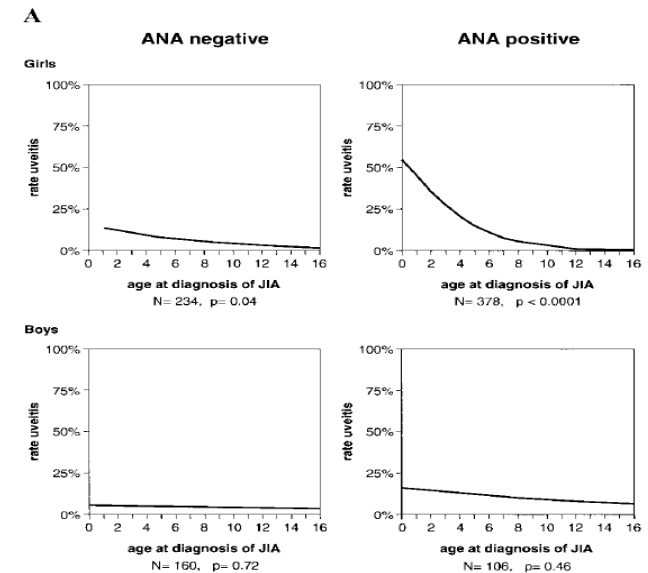 A
ANA negative ANA positive
Girls
100% 100%
75% 75%
rate uveitis rate uveitis
50% 50%
25% 25%
0% 0%
0 2 4 6 8 10 12 14 16 0 2 4 6 8 10 12 14 16
age at diagnosis of JIA age at diagnosis of JIA
N= 234, p= 0.04 N= 378, p < 0.0001
Boys
100% 100%
75% 75%
rate uveitis rate uveitis
50% 50%
25% 25%
0% 0%
0 2 4 6 8 10 12 14 16 0 2 4 6 8 10 12 14 16
age at diagnosis of JIA age at diagnosis of JIA
N= 160, p= 0.72 N= 106, p= 0.46